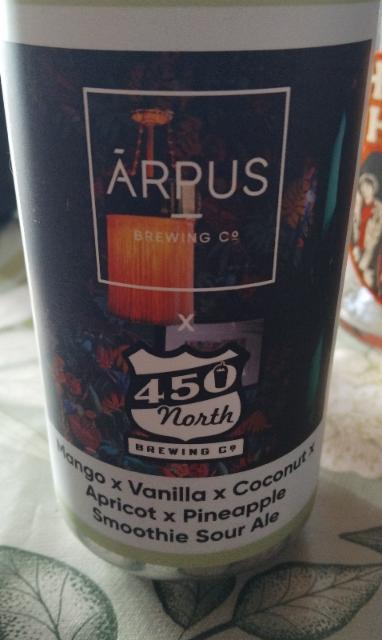 ĀRPUS
BREWING Cº
x
450
North
BREWING Cº
Mango x Vanilla x Coconut x
Apricot x Pineapple
Smoothie Sour Ale